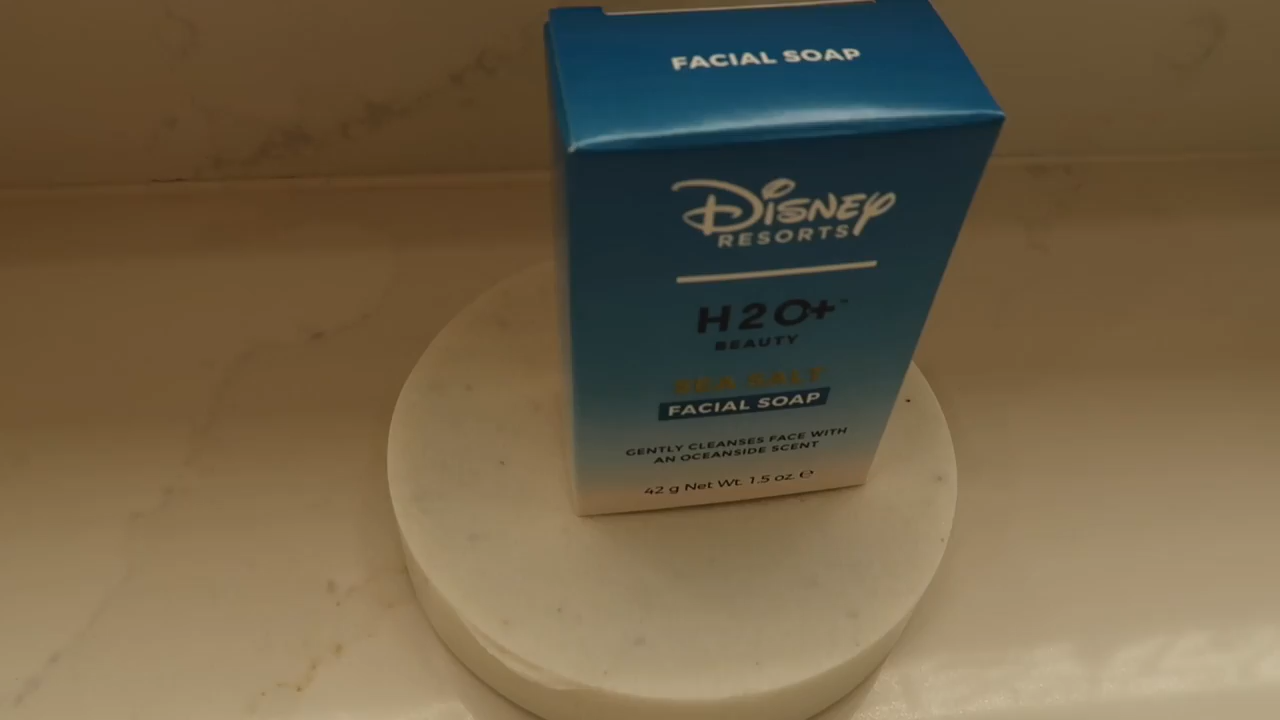 FACIAL SOAP
DISNEY
RESORTS
H2O+™
BEAUTY
SEA SALT
FACIAL SOAP
GENTLY CLEANSES FACE WITH
AN OCEANSIDE SCENT
42 g Net Wt. 1.5 oz. ℮